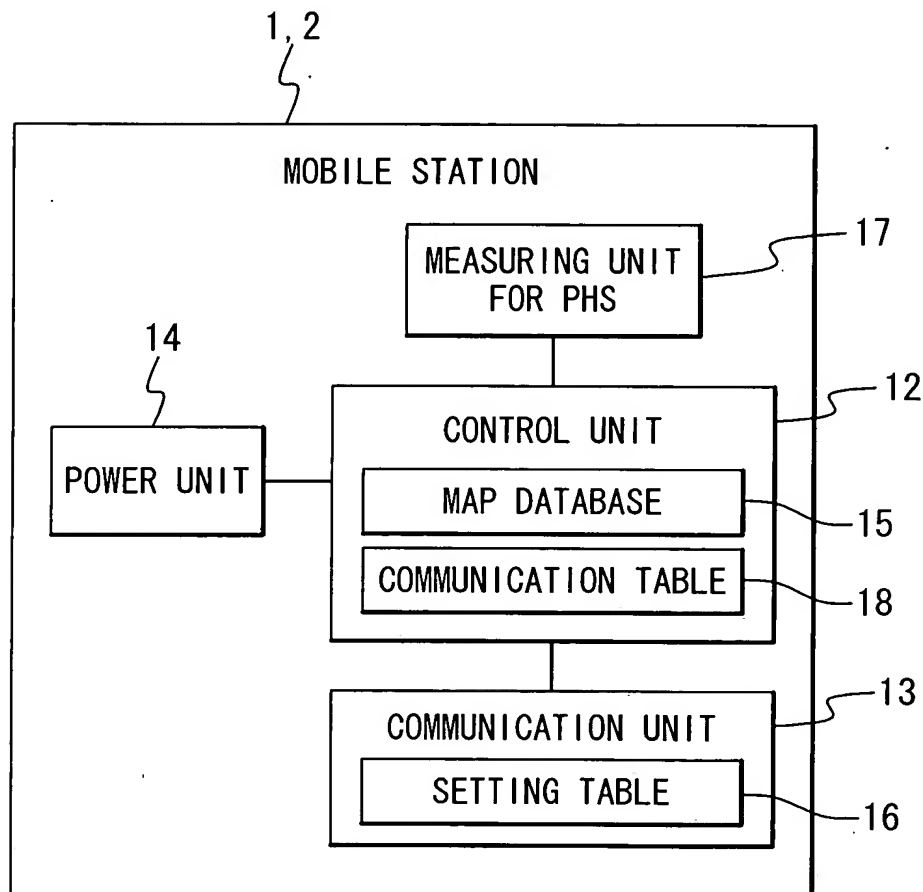 1, 2
MOBILE STATION
MEASURING UNIT
FOR PHS
17
14
12
CONTROL UNIT
POWER UNIT
MAP DATABASE
15
COMMUNICATION TABLE
18
13
COMMUNICATION UNIT
SETTING TABLE
16